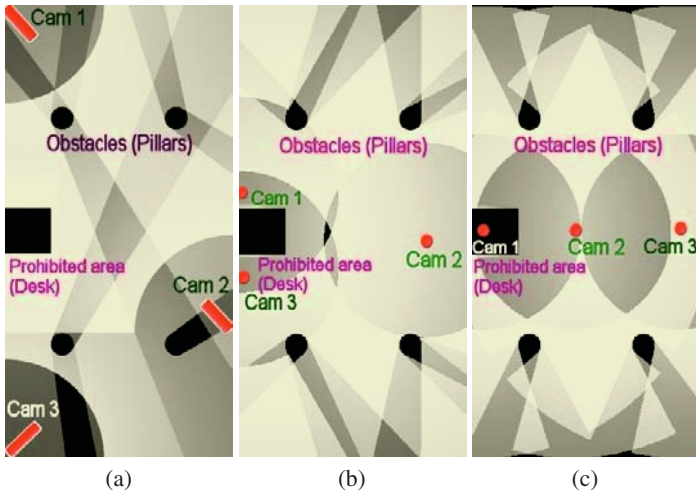 Cam 1
Obstacles (Pillars)
Prohibited area
(Desk)
Cam 2
Cam 3
(a)
Obstacles (Pillars)
Cam 1
Cam 2
Prohibited area
(Desk)
Cam 3
(b)
Obstacles (Pillars)
Cam 1
Cam 2
Cam 3
Prohibited area
(Desk)
(c)